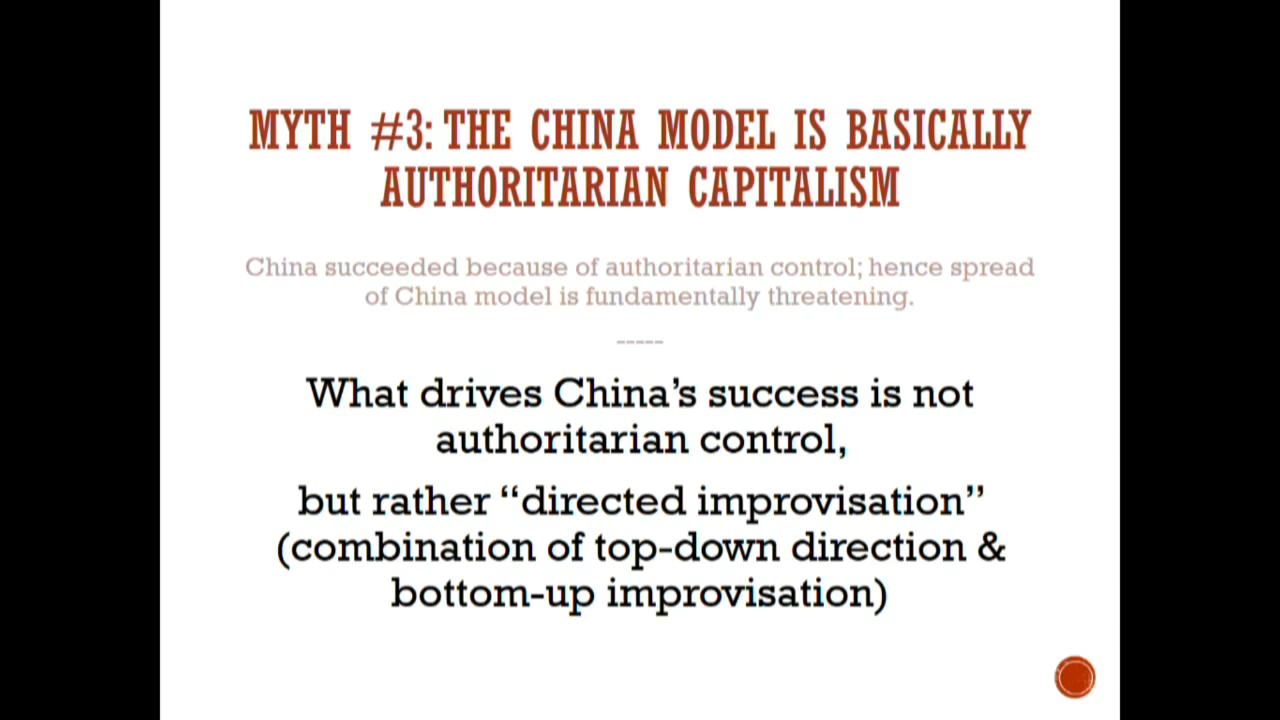 MYTH #3: THE CHINA MODEL IS BASICALLY
AUTHORITARIAN CAPITALISM
China succeeded because of authoritarian control; hence spread
of China model is fundamentally threatening.
-----
What drives China’s success is not
authoritarian control,
but rather “directed improvisation”
(combination of top-down direction &
bottom-up improvisation)